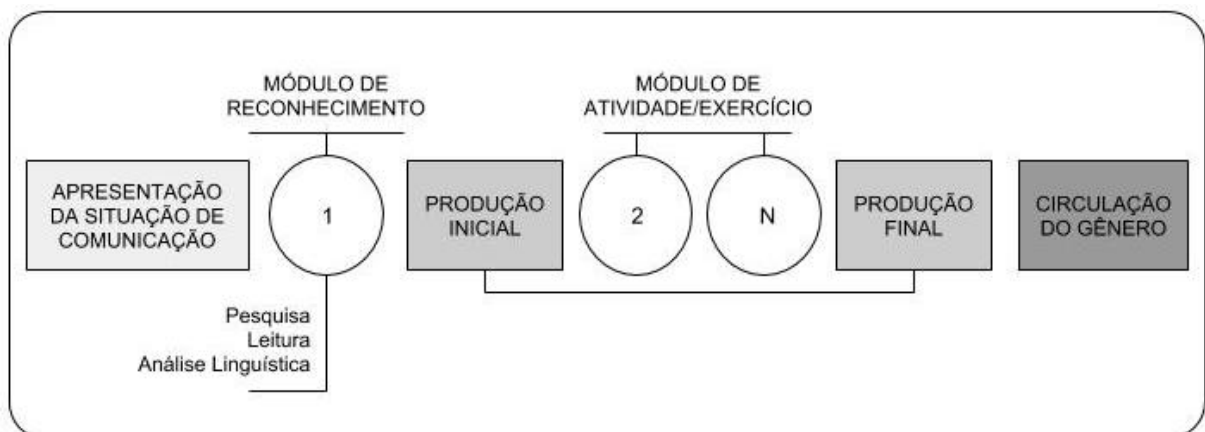 MÓDULO DE
RECONHECIMENTO
MÓDULO DE
ATIVIDADE/EXERCÍCIO
APRESENTAÇÃO
DA SITUAÇÃO DE
COMUNICAÇÃO
1
PRODUÇÃO
INICIAL
2
N
PRODUÇÃO
FINAL
CIRCULAÇÃO
DO GÊNERO
Pesquisa
Leitura
Análise Linguística